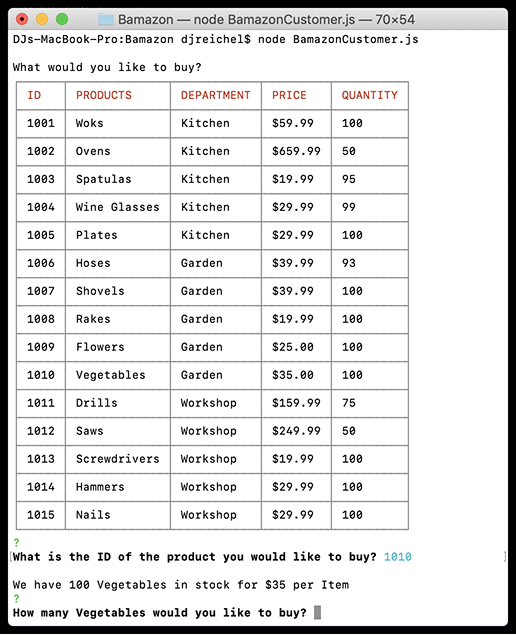 Bamazon — node BamazonCustomer.js — 70×54
DJs-MacBook-Pro:Bamazon djreichel$ node BamazonCustomer.js
What would you like to buy?
ID PRODUCTS DEPARTMENT PRICE QUANTITY
1001 Woks Kitchen $59.99 100
1002 Ovens Kitchen $659.99 50
1003 Spatulas Kitchen $19.99 95
1004 Wine Glasses Kitchen $29.99 99
1005 Plates Kitchen $29.99 100
1006 Hoses Garden $39.99 93
1007 Shovels Garden $39.99 100
1008 Rakes Garden $19.99 100
1009 Flowers Garden $25.00 100
1010 Vegetables Garden $35.00 100
1011 Drills Workshop $159.99 75
1012 Saws Workshop $249.99 50
1013 Screwdrivers Workshop $19.99 100
1014 Hammers Workshop $29.99 100
1015 Nails Workshop $29.99 100
?
[What is the ID of the product you would like to buy? 1010 ]
We have 100 Vegetables in stock for $35 per Item
?
How many Vegetables would you like to buy?